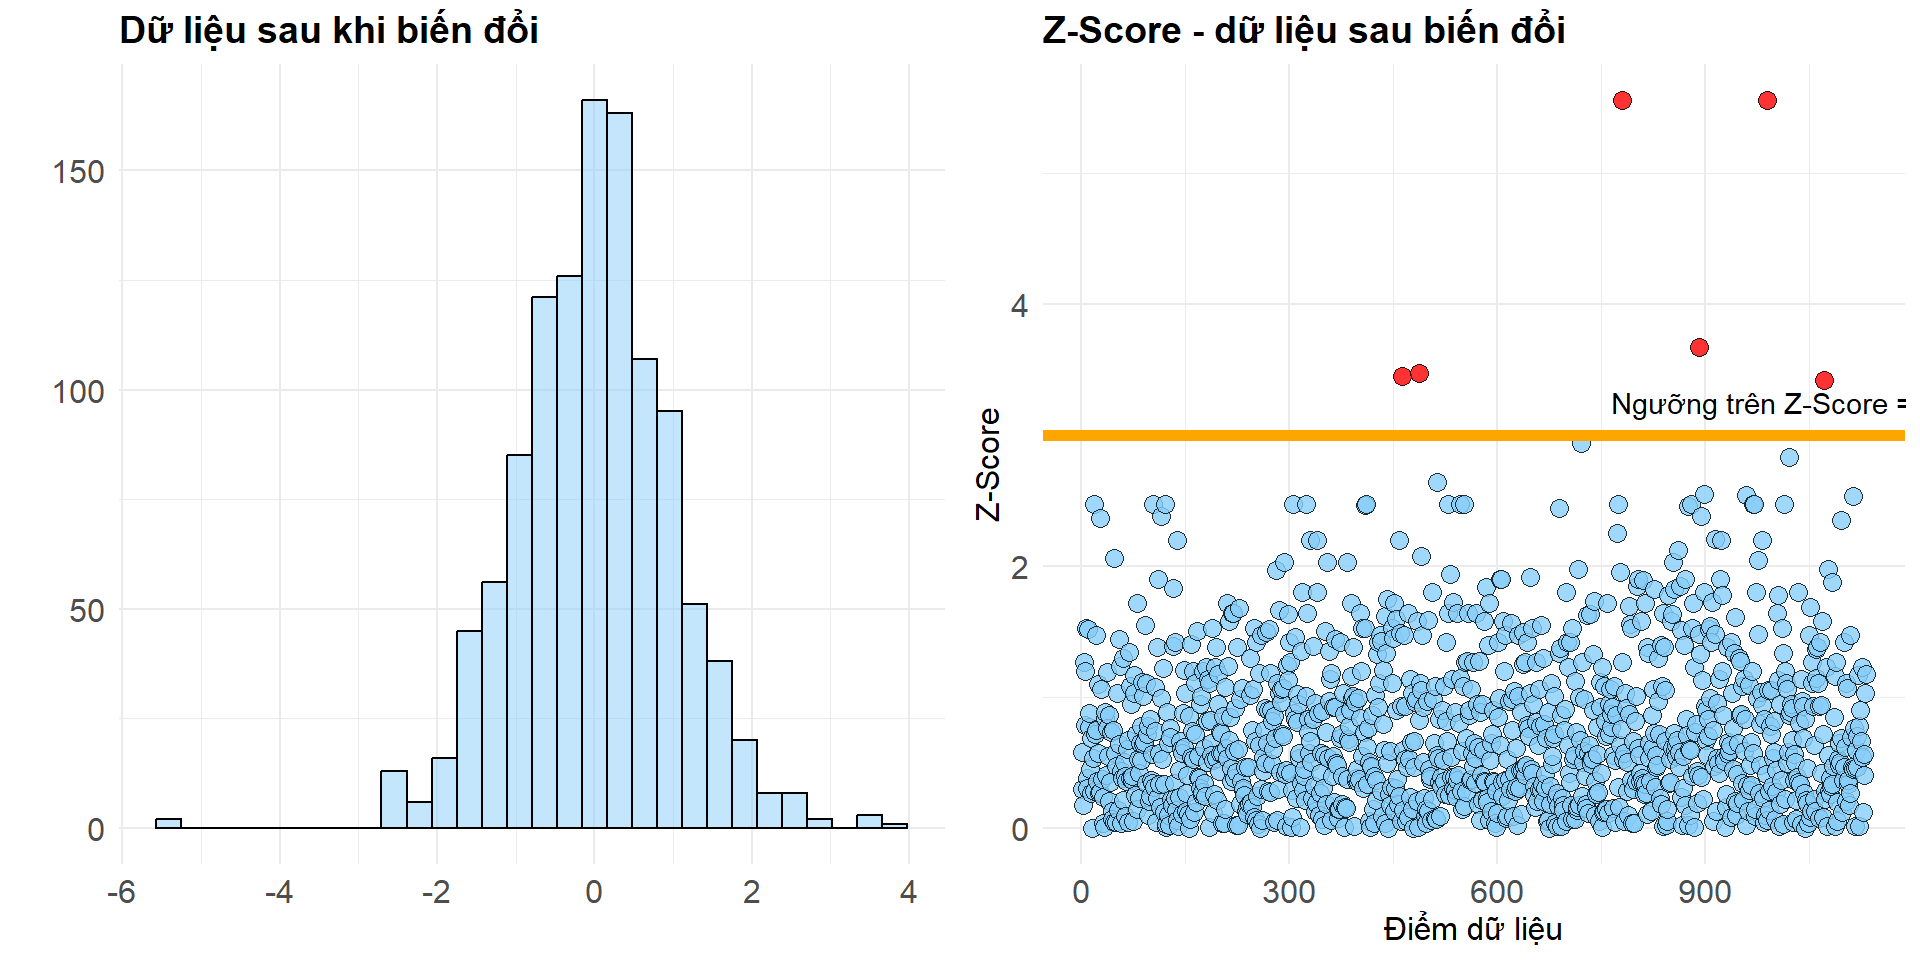 Dữ liệu sau khi biến đổi
150
100
50
0
-6 -4 -2 0 2 4
Z-Score - dữ liệu sau biến đổi
Z-Score
4
2
0
Ngưỡng trên Z-Score =
0 300 600 900
Điểm dữ liệu